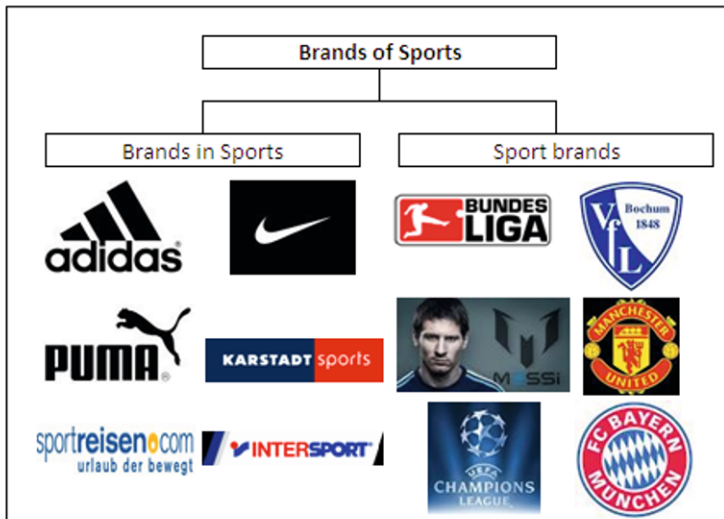 Brands of Sports
Brands in Sports
Sport brands
adidas®
BUNDES
LIGA
VfL
Bochum
1848
PUMA®
KARSTADT sports
MESSi
MANCHESTER
UNITED
sportreisen.com
urlaub der bewegt
INTERSPORT®
UEFA
CHAMPIONS
LEAGUE
FC BAYERN
MÜNCHEN